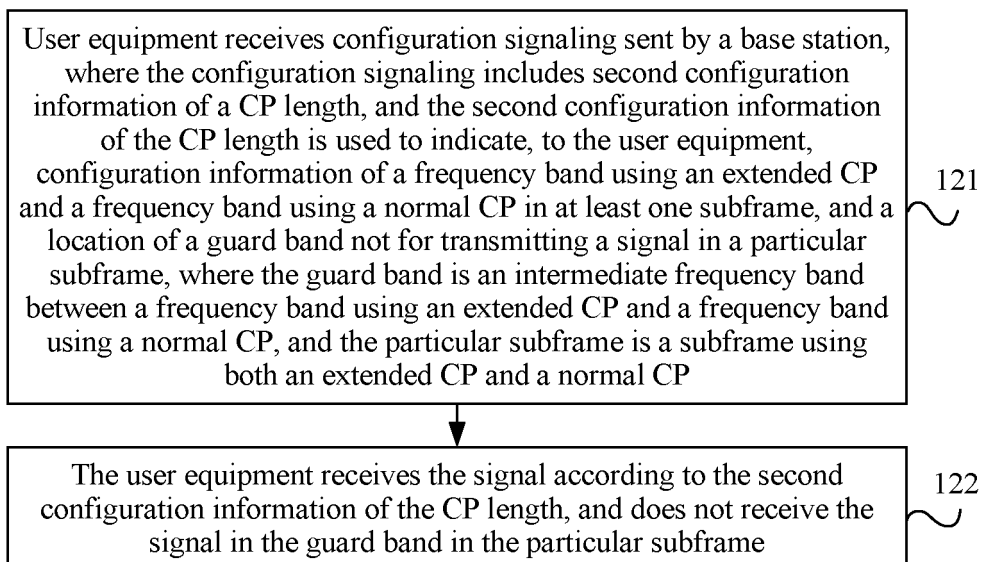 User equipment receives configuration signaling sent by a base station,
where the configuration signaling includes second configuration
information of a CP length, and the second configuration information
of the CP length is used to indicate, to the user equipment,
configuration information of a frequency band using an extended CP
and a frequency band using a normal CP in at least one subframe, and a
location of a guard band not for transmitting a signal in a particular
subframe, where the guard band is an intermediate frequency band
between a frequency band using an extended CP and a frequency band
using a normal CP, and the particular subframe is a subframe using
both an extended CP and a normal CP
121
The user equipment receives the signal according to the second
configuration information of the CP length, and does not receive the
signal in the guard band in the particular subframe
122